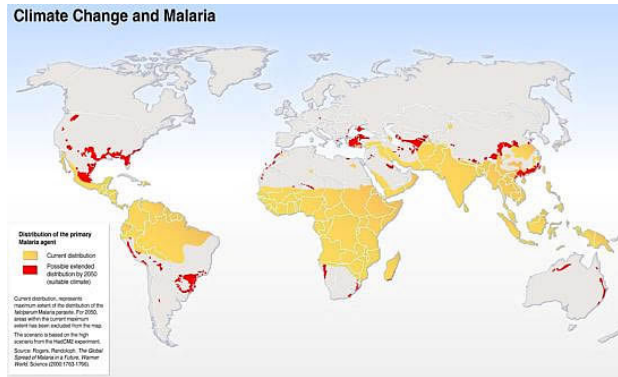 Climate Change and Malaria
Distribution of the primary
Malaria agent
Current distribution
Possible extended
distribution by 2050
(suitable climate)
Current distribution, represents
maximum extent of the distribution of the
falciparum Malaria parasite. For 2050,
areas within the current maximum
extent has been excluded from the map.
The scenario is based on the high
scenario from the HadCM2 experiment.
Source: Rogers, Randolph. The Global
Spread of Malaria in a Future, Warmer
World. Science (2000:1763-1766).